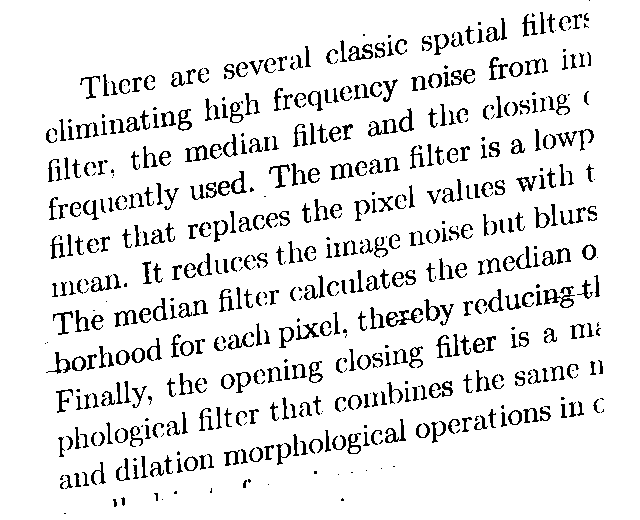 There are several classic spatial filters
eliminating high frequency noise from im
filter, the median filter and the closing
frequently used. The mean filter is a lowp
filter that replaces the pixel values with t
mean. It reduces the image noise but blurs
The median filter calculates the median o
borhood for each pixel, thereby reducing th
Finally, the opening closing filter is a ma
phological filter that combines the same n
and dilation morphological operations in